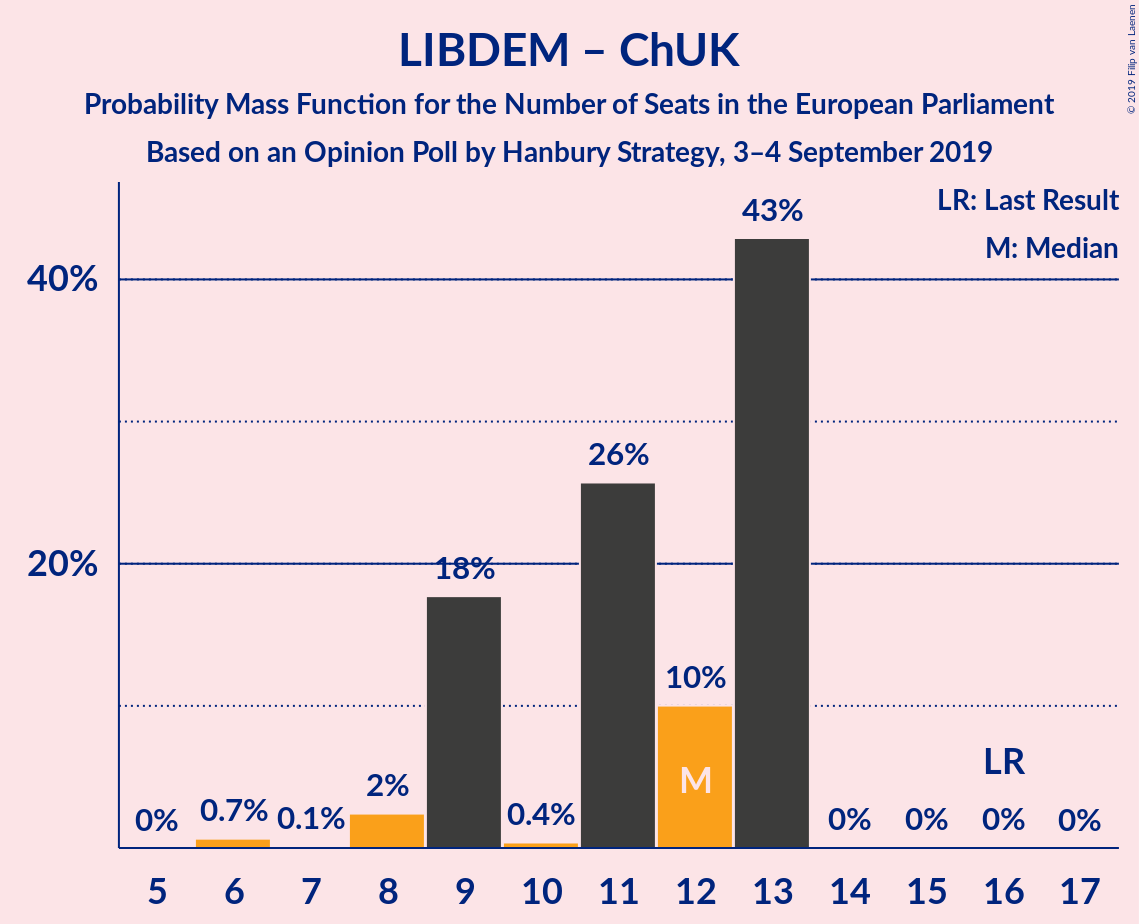 LIBDEM – ChUK
Probability Mass Function for the Number of Seats in the European Parliament
Based on an Opinion Poll by Hanbury Strategy, 3–4 September 2019
© 2019 Filip van Laenen
LR: Last Result
M: Median
40%
20%
0%
0.7%
0.1%
2%
18%
0.4%
26%
10%
43%
0%
0%
0%
0%
M
LR
5 6 7 8 9 10 11 12 13 14 15 16 17